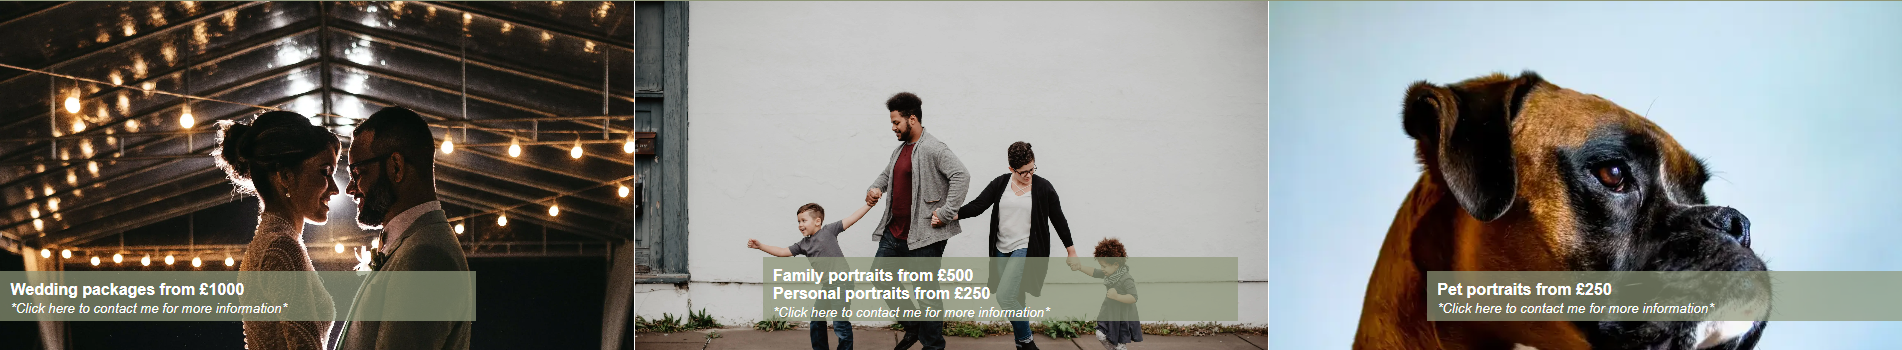 Wedding packages from £1000
*Click here to contact me for more information*
Family portraits from £500
Personal portraits from £250
*Click here to contact me for more information*
Pet portraits from £250
*Click here to contact me for more information*